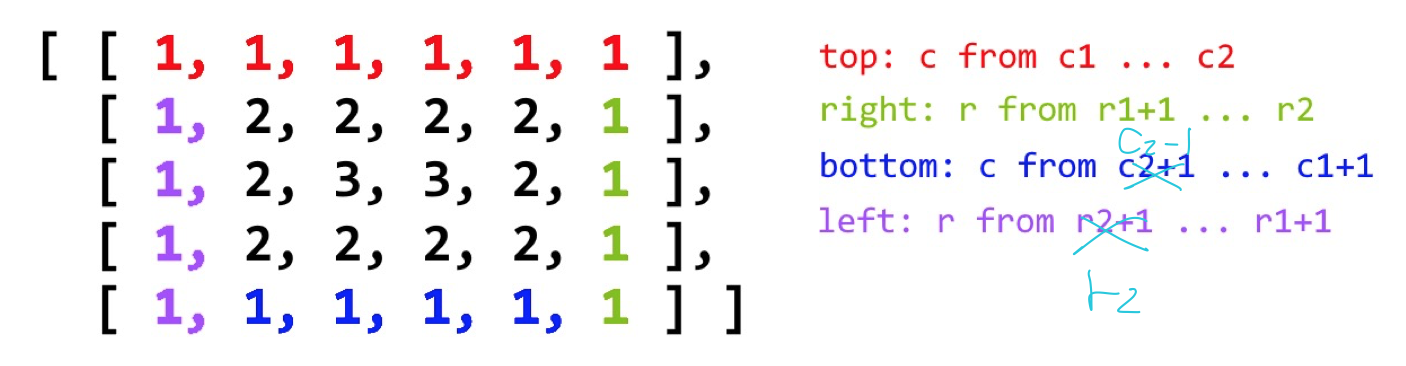 [ [ 1, 1, 1, 1, 1, 1 ],
top: c from c1 ... c2
[ 1, 2, 2, 2, 2, 1 ],
right: r from r1+1 ... r2
c2-1
[ 1, 2, 3, 3, 2, 1 ],
bottom: c from c2+1 ... c1+1
[ 1, 2, 2, 2, 2, 1 ],
left: r from r2+1 ... r1+1
r2
[ 1, 1, 1, 1, 1, 1 ] ]